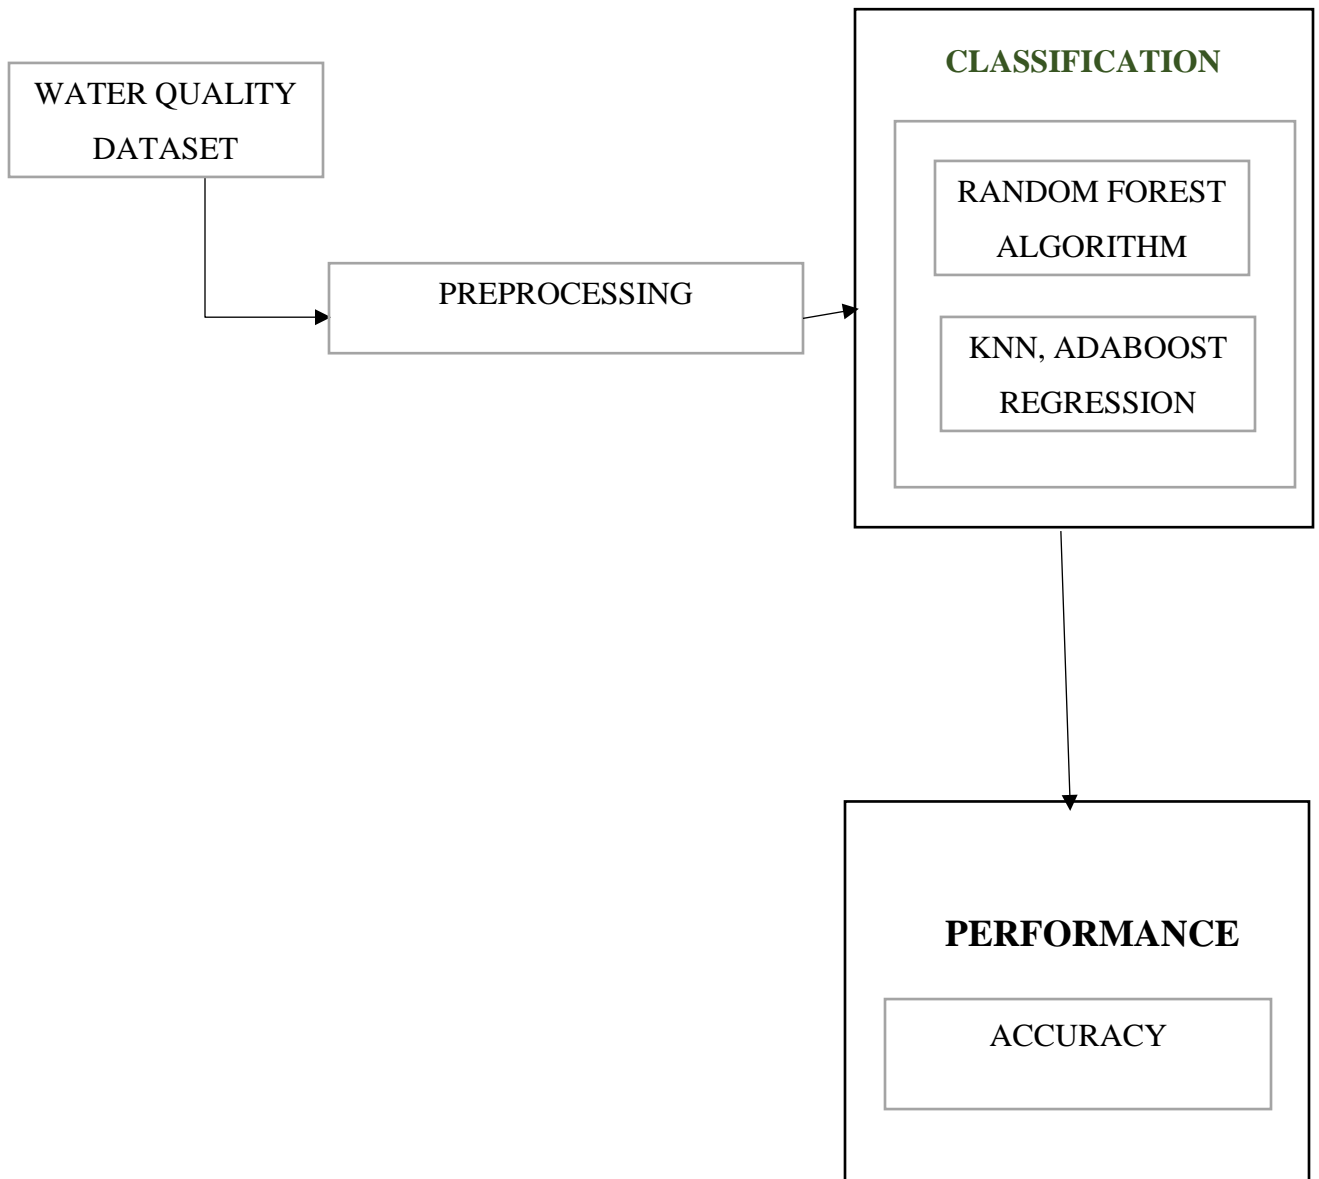 WATER QUALITY
DATASET
PREPROCESSING
CLASSIFICATION
RANDOM FOREST
ALGORITHM
KNN, ADABOOST
REGRESSION
PERFORMANCE
ACCURACY